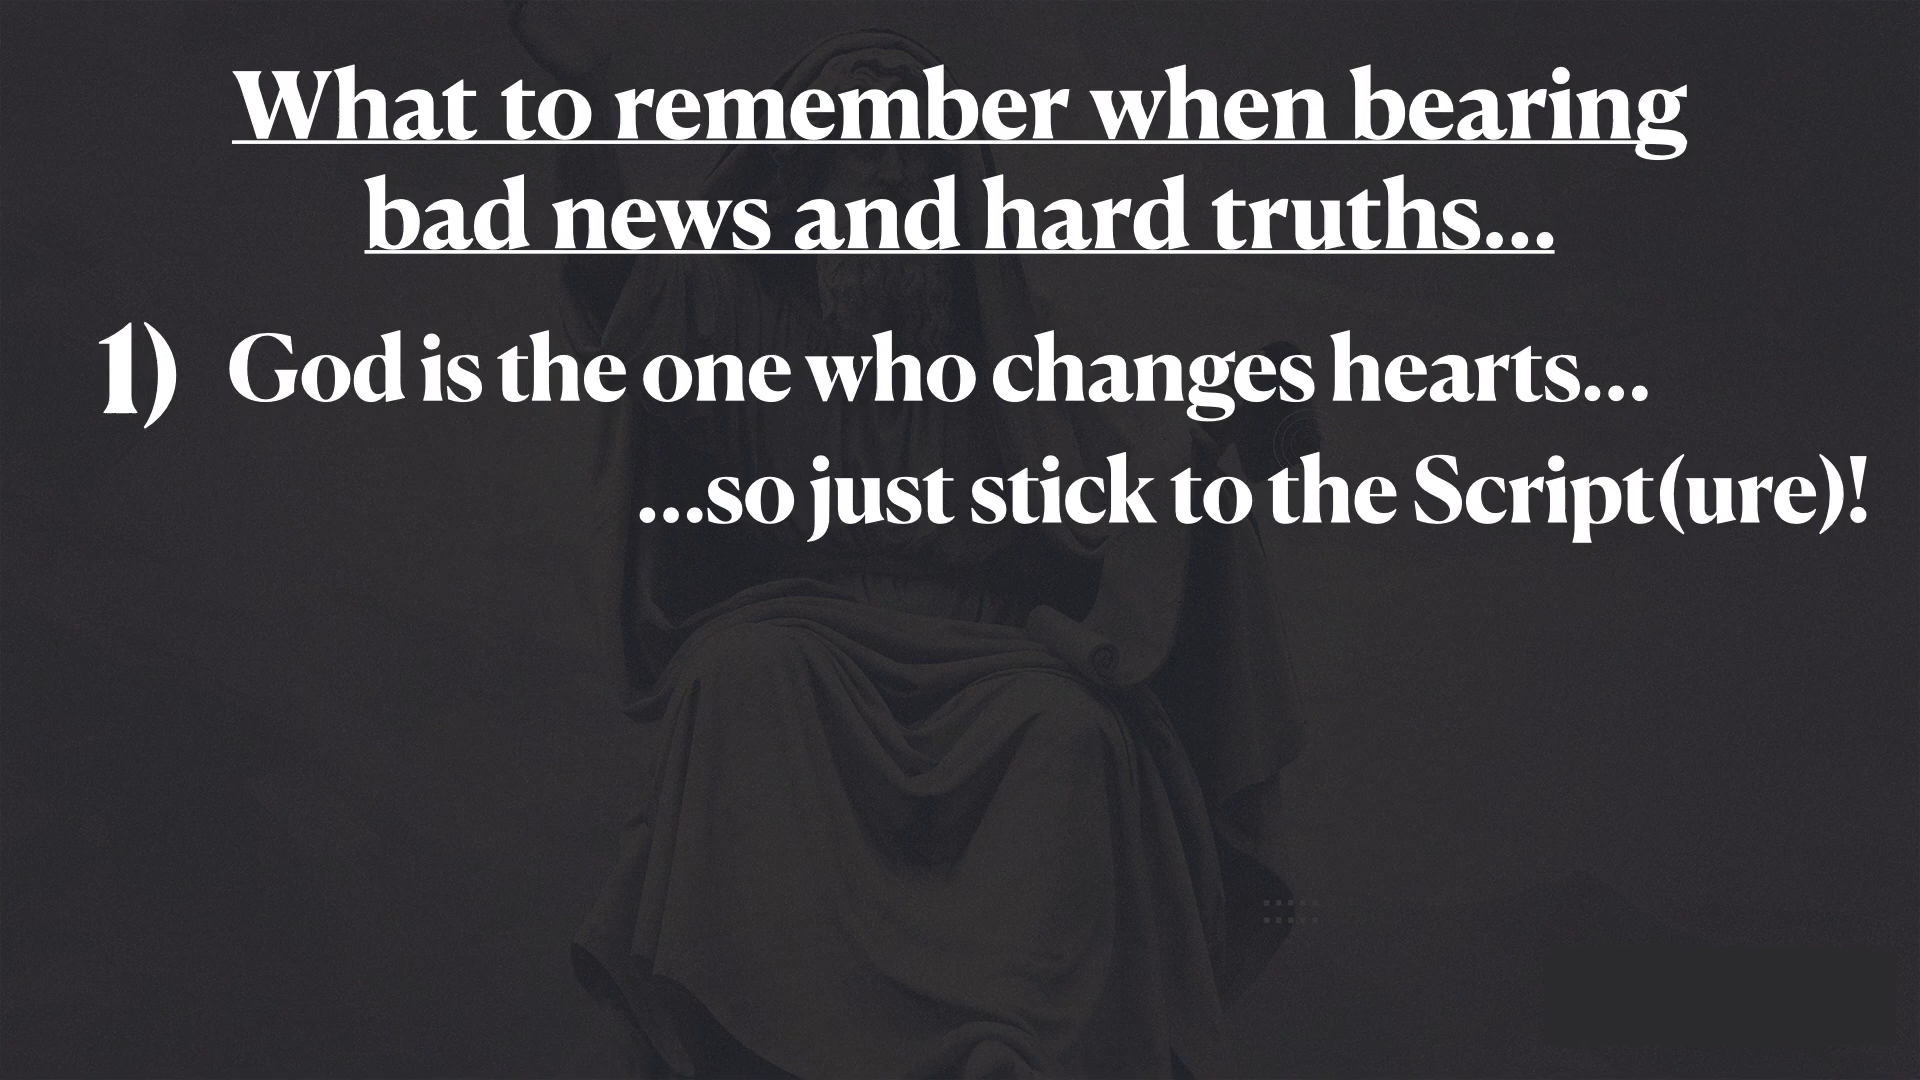 What to remember when bearing
bad news and hard truths...
1) God is the one who changes hearts...
...so just stick to the Script(ure)!